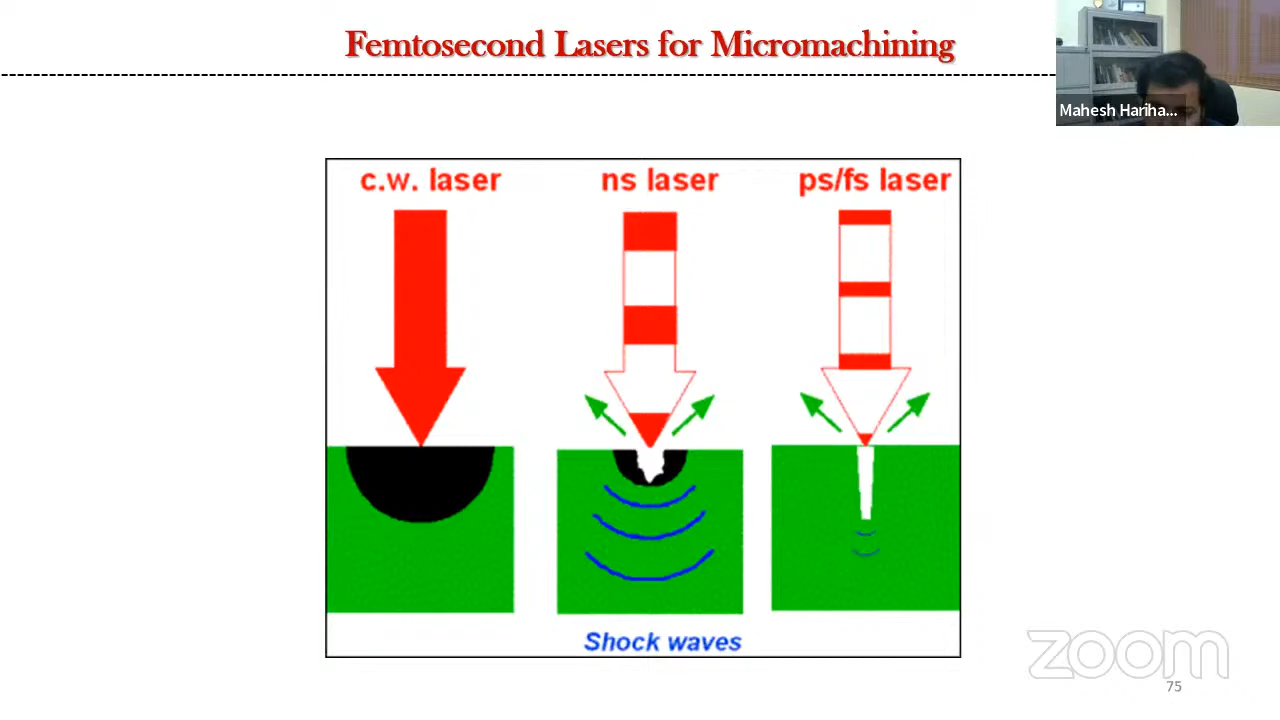 Femtosecond Lasers for Micromachining
Mahesh Hariha...
c.w. laser
ns laser
ps/fs laser
Shock waves
zoom
75